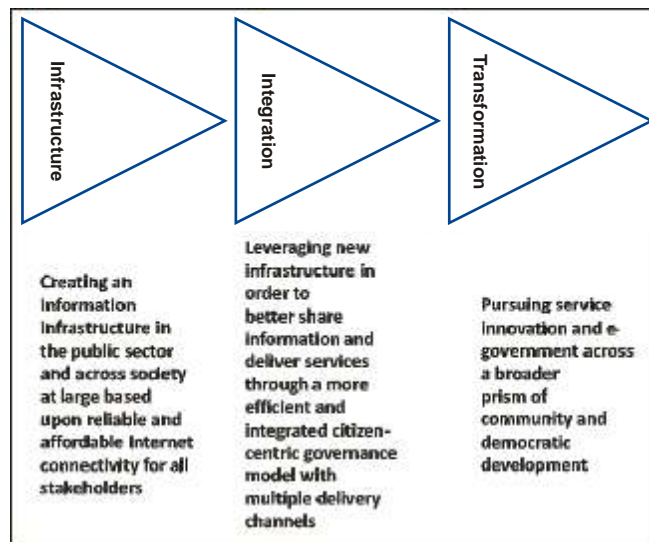 Infrastructure
Integration
Transformation
Creating an
information
infrastructure in
the public sector
and across society
at large based
upon reliable and
affordable Internet
connectivity for all
stakeholders
Leveraging new
infrastructure in
order to
better share
information and
deliver services
through a more
efficient and
integrated citizen-
centric governance
model with
multiple delivery
channels
Pursuing service
innovation and e-
government across
a broader
prism of
community and
democratic
development